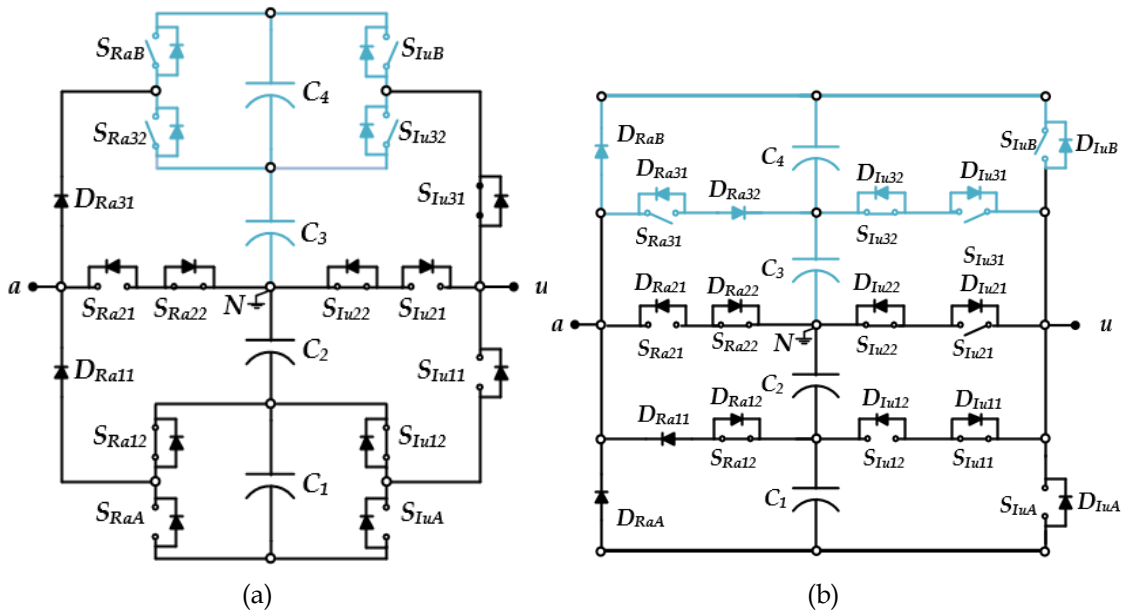 S_RaB
S_IuB
C_4
S_Ra32
S_Iu32
D_Ra31
S_Iu31
C_3
a
S_Ra21
S_Ra22
N
S_Iu22
S_Iu21
u
C_2
D_Ra11
S_Iu11
S_Ra12
S_Iu12
C_1
S_RaA
S_IuA
(a)
D_RaB
S_IuB
D_IuB
C_4
D_Ra31
D_Ra32
D_Iu32
D_Iu31
S_Ra31
S_Iu32
S_Iu31
C_3
D_Ra21
D_Ra22
D_Iu22
D_Iu21
a
N
u
S_Ra21
S_Ra22
S_Iu22
S_Iu21
C_2
D_Ra11
D_Ra12
D_Iu12
D_Iu11
S_Ra12
S_Iu12
S_Iu11
C_1
D_RaA
S_IuA
D_IuA
(b)